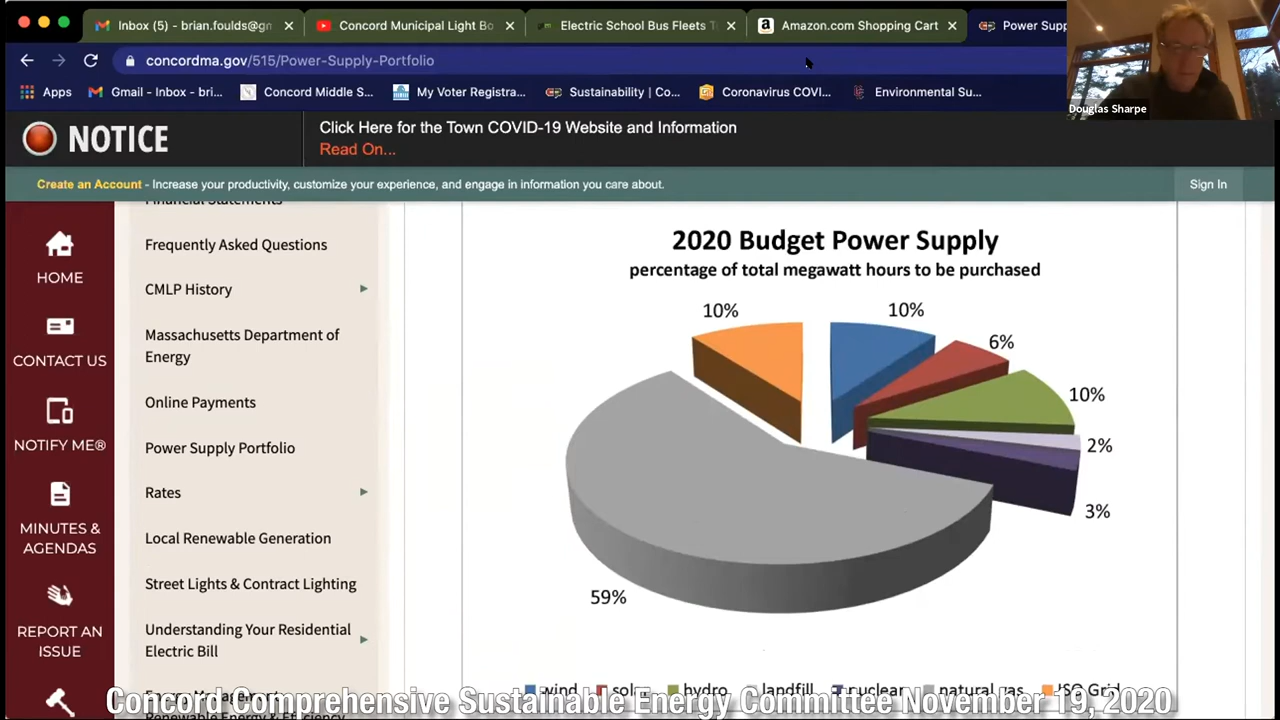 Inbox (5) - brian.foulds@gm
Concord Municipal Light Bo
Electric School Bus Fleets T
Amazon.com Shopping Cart
Power Supp
concordma.gov/515/Power-Supply-Portfolio
Apps
Gmail - Inbox - bri...
Concord Middle S...
My Voter Registra...
Sustainability | Co...
Coronavirus COVI...
Environmental Su...
Douglas Sharpe
NOTICE
Click Here for the Town COVID-19 Website and Information
Read On...
Create an Account - Increase your productivity, customize your experience, and engage in information you care about.
Sign In
HOME
CONTACT US
NOTIFY ME®
MINUTES &
AGENDAS
REPORT AN
ISSUE
Financial Statements
Frequently Asked Questions
CMLP History
Massachusetts Department of
Energy
Online Payments
Power Supply Portfolio
Rates
Local Renewable Generation
Street Lights & Contract Lighting
Understanding Your Residential
Electric Bill
2020 Budget Power Supply
percentage of total megawatt hours to be purchased
10%
10%
6%
10%
2%
3%
59%
wind solar hydro landfill nuclear natural gas ISO Grid
Concord Comprehensive Sustainable Energy Committee November 19, 2020